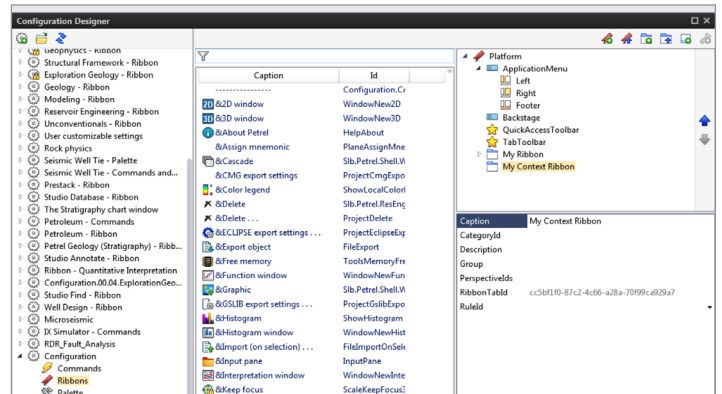 Configuration Designer
Geophysics - Ribbon
Structural Framework - Ribbon
Exploration Geology - Ribbon
Geology - Ribbon
Modeling - Ribbon
Reservoir Engineering - Ribbon
Unconventionals - Ribbon
User customizable settings
Rock physics
Seismic Well Tie - Palette
Seismic Well Tie - Commands and...
Prestack - Ribbon
Studio Database - Ribbon
The Stratigraphy chart window
Petroleum - Commands
Petroleum - Ribbon
Petrel Geology (Stratigraphy) - Ribb...
Studio Annotate - Ribbon
Ribbon - Quantitative Interpretation
Configuration.00.04.ExplorationGeo...
Studio Find - Ribbon
Well Design - Ribbon
Microseismic
IX Simulator - Commands
RDR_Fault_Analysis
Configuration
Commands
Ribbons
Palette
Caption Id
---------------- Configuration.Co
2D &2D window WindowNew2D
3D &3D window WindowNew3D
&About Petrel HelpAbout
&Assign mnemonic PlaneAssignMne
&Cascade Slb.Petrel.Shell.W
&CMG export settings ProjectCmgExpo
&Color legend ShowLocalColorl
&Delete Slb.Petrel.ResEng
&Delete . . . ProjectDelete
&ECLIPSE export settings . . . ProjectEclipseExp
&Export object FileExport
&Free memory ToolsMemoryFre
&Function window WindowNewFun
&Graphic Slb.Petrel.Shell.W
&GSLIB export settings . . . ProjectGslibExpo
&Histogram ShowHistogram
&Histogram window WindowNewHist
&Import (on selection) . . . FileImportOnSele
&Input pane InputPane
&Interpretation window WindowNewInte
&Keep focus ScaleKeepFocus3
Platform
ApplicationMenu
Left
Right
Footer
Backstage
QuickAccessToolbar
TabToolbar
My Ribbon
My Context Ribbon
Caption My Context Ribbon
CategoryId
Description
Group
PerspectiveIds
RibbonTabId cc5bf1f0-87c2-4c66-a28a-70f99ca929a7
RuleId